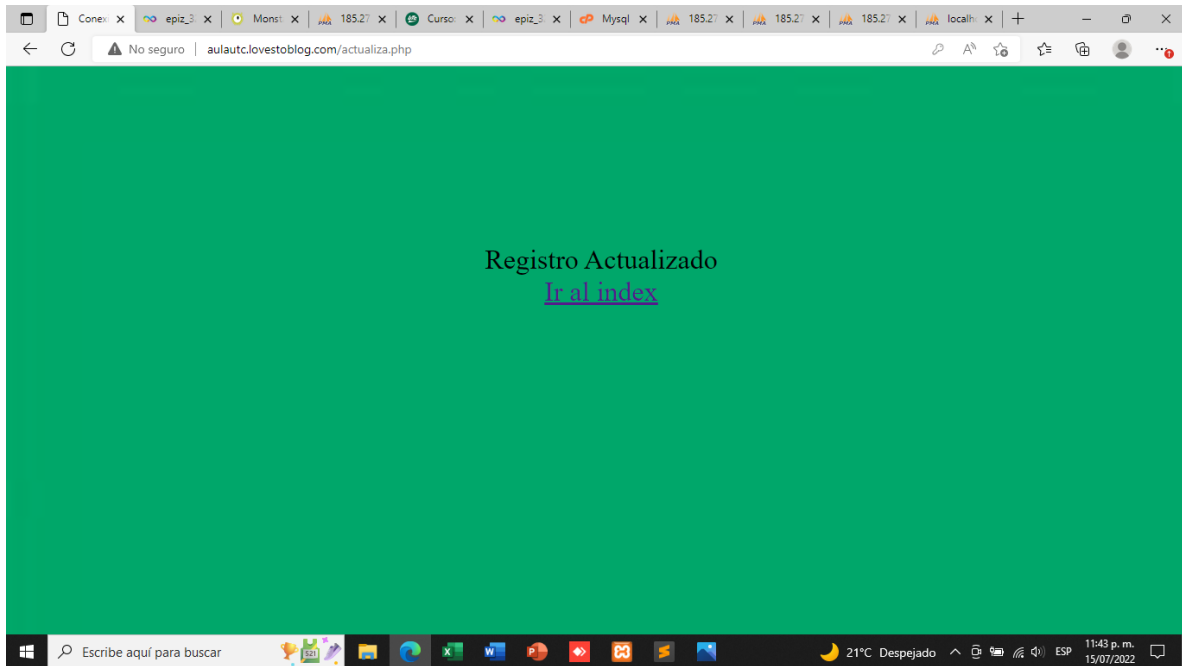 Conex
epiz_3
Monst
185.27
Curso
epiz_3
Mysql
185.27
185.27
185.27
localh
No seguro
aulautc.lovestoblog.com/actualiza.php
Registro Actualizado
Ir al index
Escribe aquí para buscar
21°C Despejado
ESP
11:43 p. m.
15/07/2022